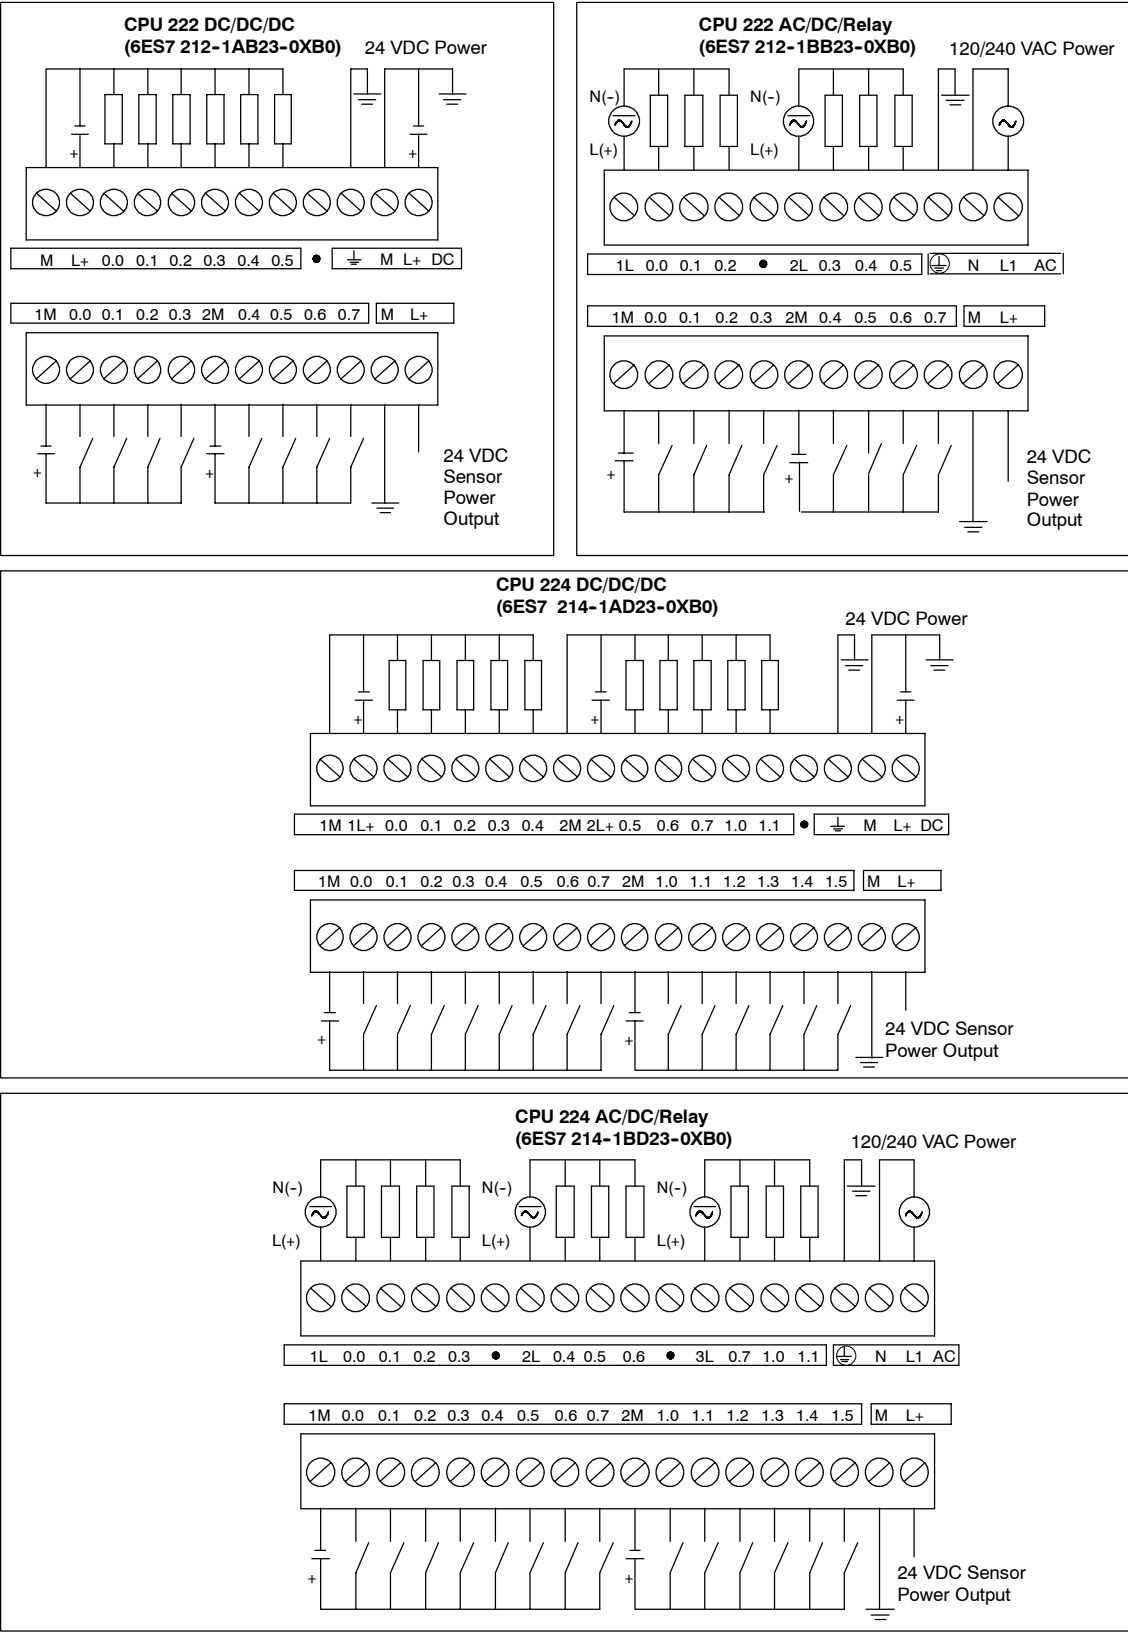 CPU 222 DC/DC/DC
(6ES7 212-1AB23-0XB0)
24 VDC Power
+ +
M L+ 0.0 0.1 0.2 0.3 0.4 0.5 • M L+ DC
1M 0.0 0.1 0.2 0.3 2M 0.4 0.5 0.6 0.7 M L+
+ +
24 VDC
Sensor
Power
Output
CPU 222 AC/DC/Relay
(6ES7 212-1BB23-0XB0)
120/240 VAC Power
N(-) N(-)
L(+) L(+)
1L 0.0 0.1 0.2 • 2L 0.3 0.4 0.5 N L1 AC
1M 0.0 0.1 0.2 0.3 2M 0.4 0.5 0.6 0.7 M L+
+ +
24 VDC
Sensor
Power
Output
CPU 224 DC/DC/DC
(6ES7 214-1AD23-0XB0)
24 VDC Power
+ + +
1M 1L+ 0.0 0.1 0.2 0.3 0.4 2M 2L+ 0.5 0.6 0.7 1.0 1.1 • M L+ DC
1M 0.0 0.1 0.2 0.3 0.4 0.5 0.6 0.7 2M 1.0 1.1 1.2 1.3 1.4 1.5 M L+
+ +
24 VDC Sensor
Power Output
CPU 224 AC/DC/Relay
(6ES7 214-1BD23-0XB0)
120/240 VAC Power
N(-) N(-) N(-)
L(+) L(+) L(+)
1L 0.0 0.1 0.2 0.3 • 2L 0.4 0.5 0.6 • 3L 0.7 1.0 1.1 N L1 AC
1M 0.0 0.1 0.2 0.3 0.4 0.5 0.6 0.7 2M 1.0 1.1 1.2 1.3 1.4 1.5 M L+
+ +
24 VDC Sensor
Power Output